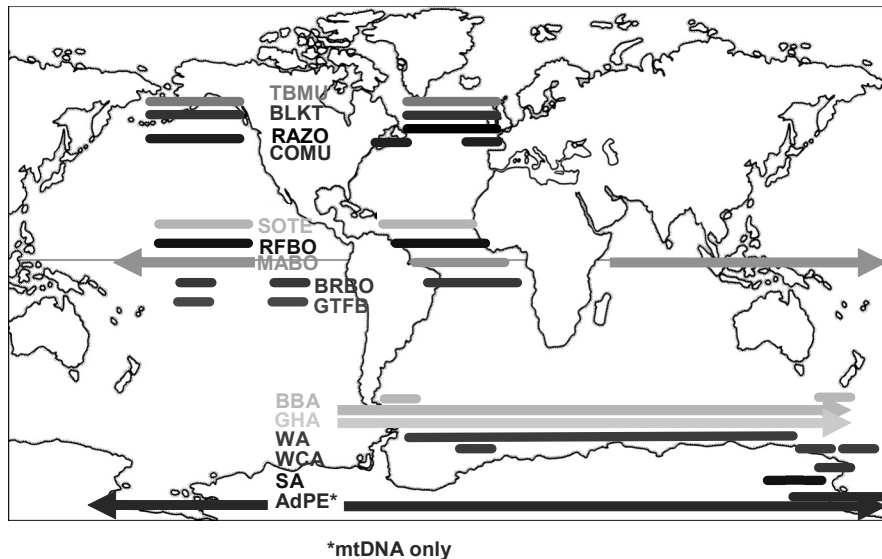 TBMU
BLKT
RAZO
COMU
SOTE
RFBO
MABO
BRBO
GTFB
BBA
GHA
WA
WCA
SA
AdPE*
*mtDNA only